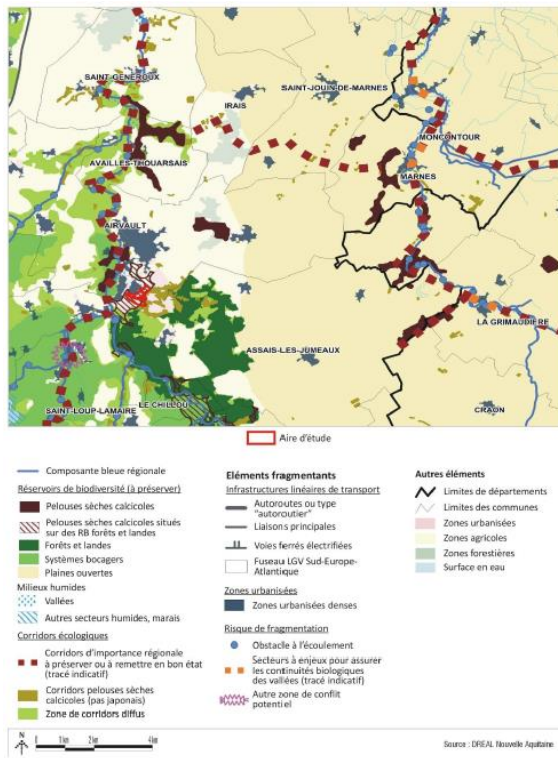 SAINT-GENEROUX
IRAIS
SAINT-JOUIN-DE-MARNES
MONCONTOUR
AVAILLES-THOUARSAIS
MARNES
AIRVAULT
LA GRIMAUDIERE
ASSAIS-LES-JUMEAUX
LE CHILLOU
SAINT-LOUP-LAMAIRE
CRAON
Aire d'étude
Composante bleue régionale
Réservoirs de biodiversité (à préserver)
Pelouses sèches calcicoles
Pelouses sèches calcicoles situés
sur des RB forêts et landes
Forêts et landes
Systèmes bocagers
Plaines ouvertes
Milieux humides
Vallées
Autres secteurs humides, marais
Corridors écologiques
Corridors d'importance régionale
à préserver ou à remettre en bon état
(tracé indicatif)
Corridors pelouses sèches
calcicoles (pas japonais)
Zone de corridors diffus
Eléments fragmentants
Infrastructures linéaires de transport
Autoroutes ou type
"autoroutier"
Liaisons principales
Voies ferrés électrifiées
Fuseau LGV Sud-Europe-
Atlantique
Zones urbanisées
Zones urbanisées denses
Risque de fragmentation
Obstacle à l'écoulement
Secteurs à enjeux pour assurer
les continuités biologiques
des vallées (tracé indicatif)
Autre zone de conflit
potentiel
Autres éléments
Limites de départements
Limites des communes
Zones urbanisées
Zones agricoles
Zones forestières
Surface en eau
N
0 1 km 2 km 4 km
Source : DREAL Nouvelle Aquitaine